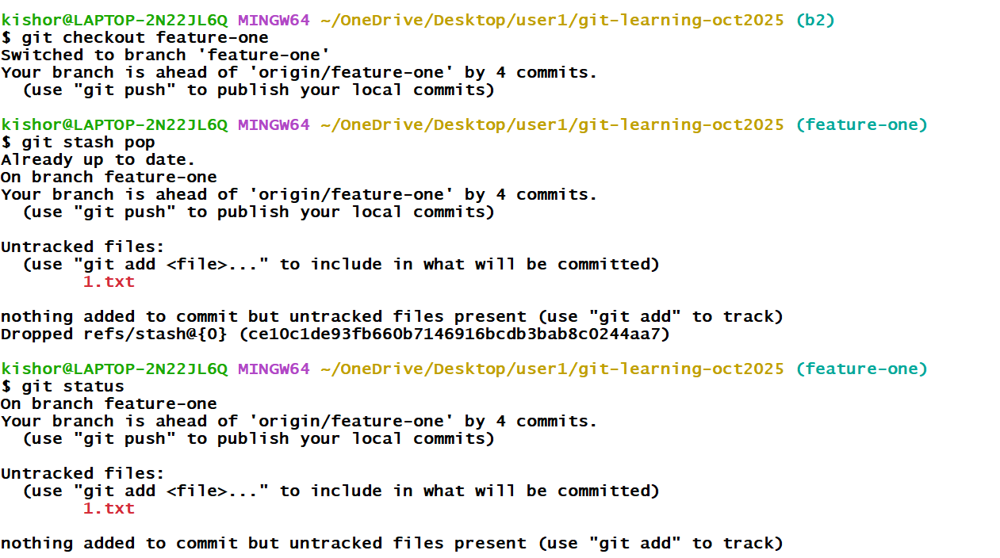 kishor@LAPTOP-2N22JL6Q MINGW64 ~/OneDrive/Desktop/user1/git-learning-oct2025 (b2)
$ git checkout feature-one
Switched to branch 'feature-one'
Your branch is ahead of 'origin/feature-one' by 4 commits.
  (use "git push" to publish your local commits)

kishor@LAPTOP-2N22JL6Q MINGW64 ~/OneDrive/Desktop/user1/git-learning-oct2025 (feature-one)
$ git stash pop
Already up to date.
On branch feature-one
Your branch is ahead of 'origin/feature-one' by 4 commits.
  (use "git push" to publish your local commits)

Untracked files:
  (use "git add <file>..." to include in what will be committed)
        1.txt

nothing added to commit but untracked files present (use "git add" to track)
Dropped refs/stash@{0} (ce10c1de93fb660b7146916bcdb3bab8c0244aa7)

kishor@LAPTOP-2N22JL6Q MINGW64 ~/OneDrive/Desktop/user1/git-learning-oct2025 (feature-one)
$ git status
On branch feature-one
Your branch is ahead of 'origin/feature-one' by 4 commits.
  (use "git push" to publish your local commits)

Untracked files:
  (use "git add <file>..." to include in what will be committed)
        1.txt

nothing added to commit but untracked files present (use "git add" to track)